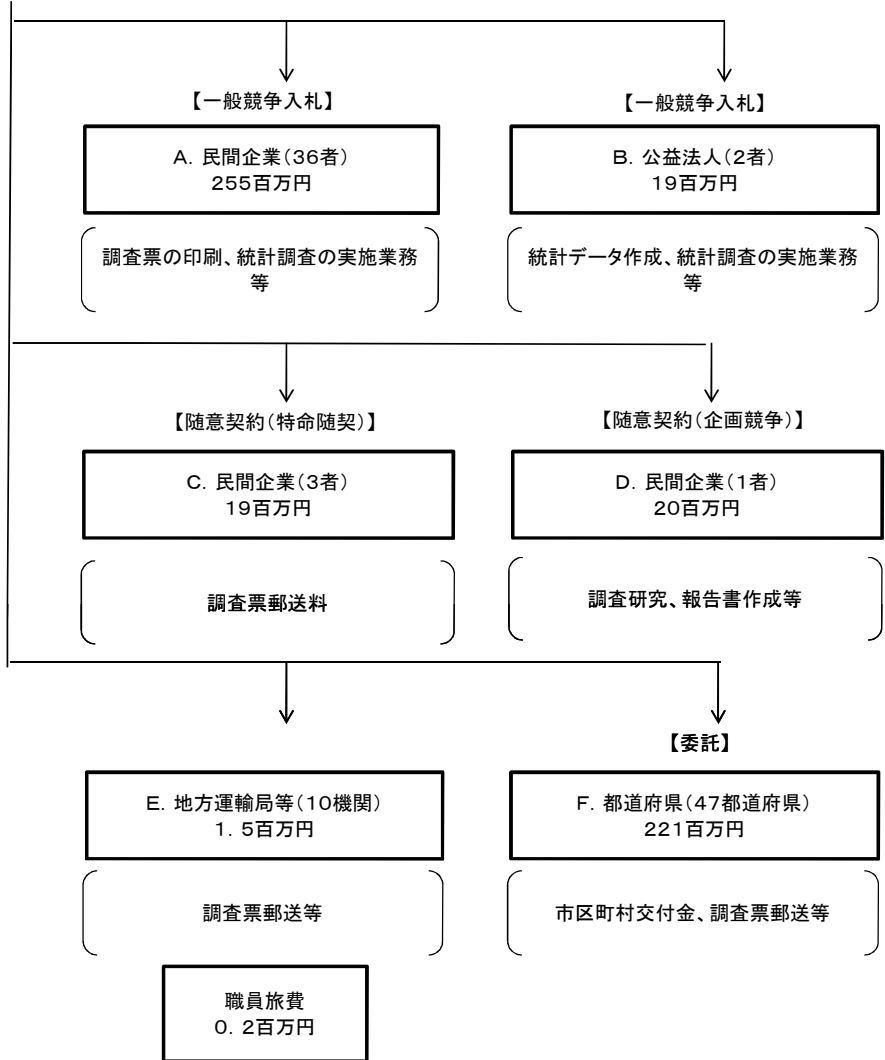 【一般競争入札】
【一般競争入札】
A．民間企業（３６者）
２５５百万円
B．公益法人（２者）
１９百万円
調査票の印刷、統計調査の実施業務
等
統計データ作成、統計調査の実施業務
等
【随意契約（特命随契）】
【随意契約（企画競争）】
C．民間企業（３者）
１９百万円
D．民間企業（１者）
２０百万円
調査票郵送料
調査研究、報告書作成等
【委託】
E．地方運輸局等（１０機関）
１．５百万円
F．都道府県（４７都道府県）
２２１百万円
調査票郵送等
市区町村交付金、調査票郵送等
職員旅費
０．２百万円